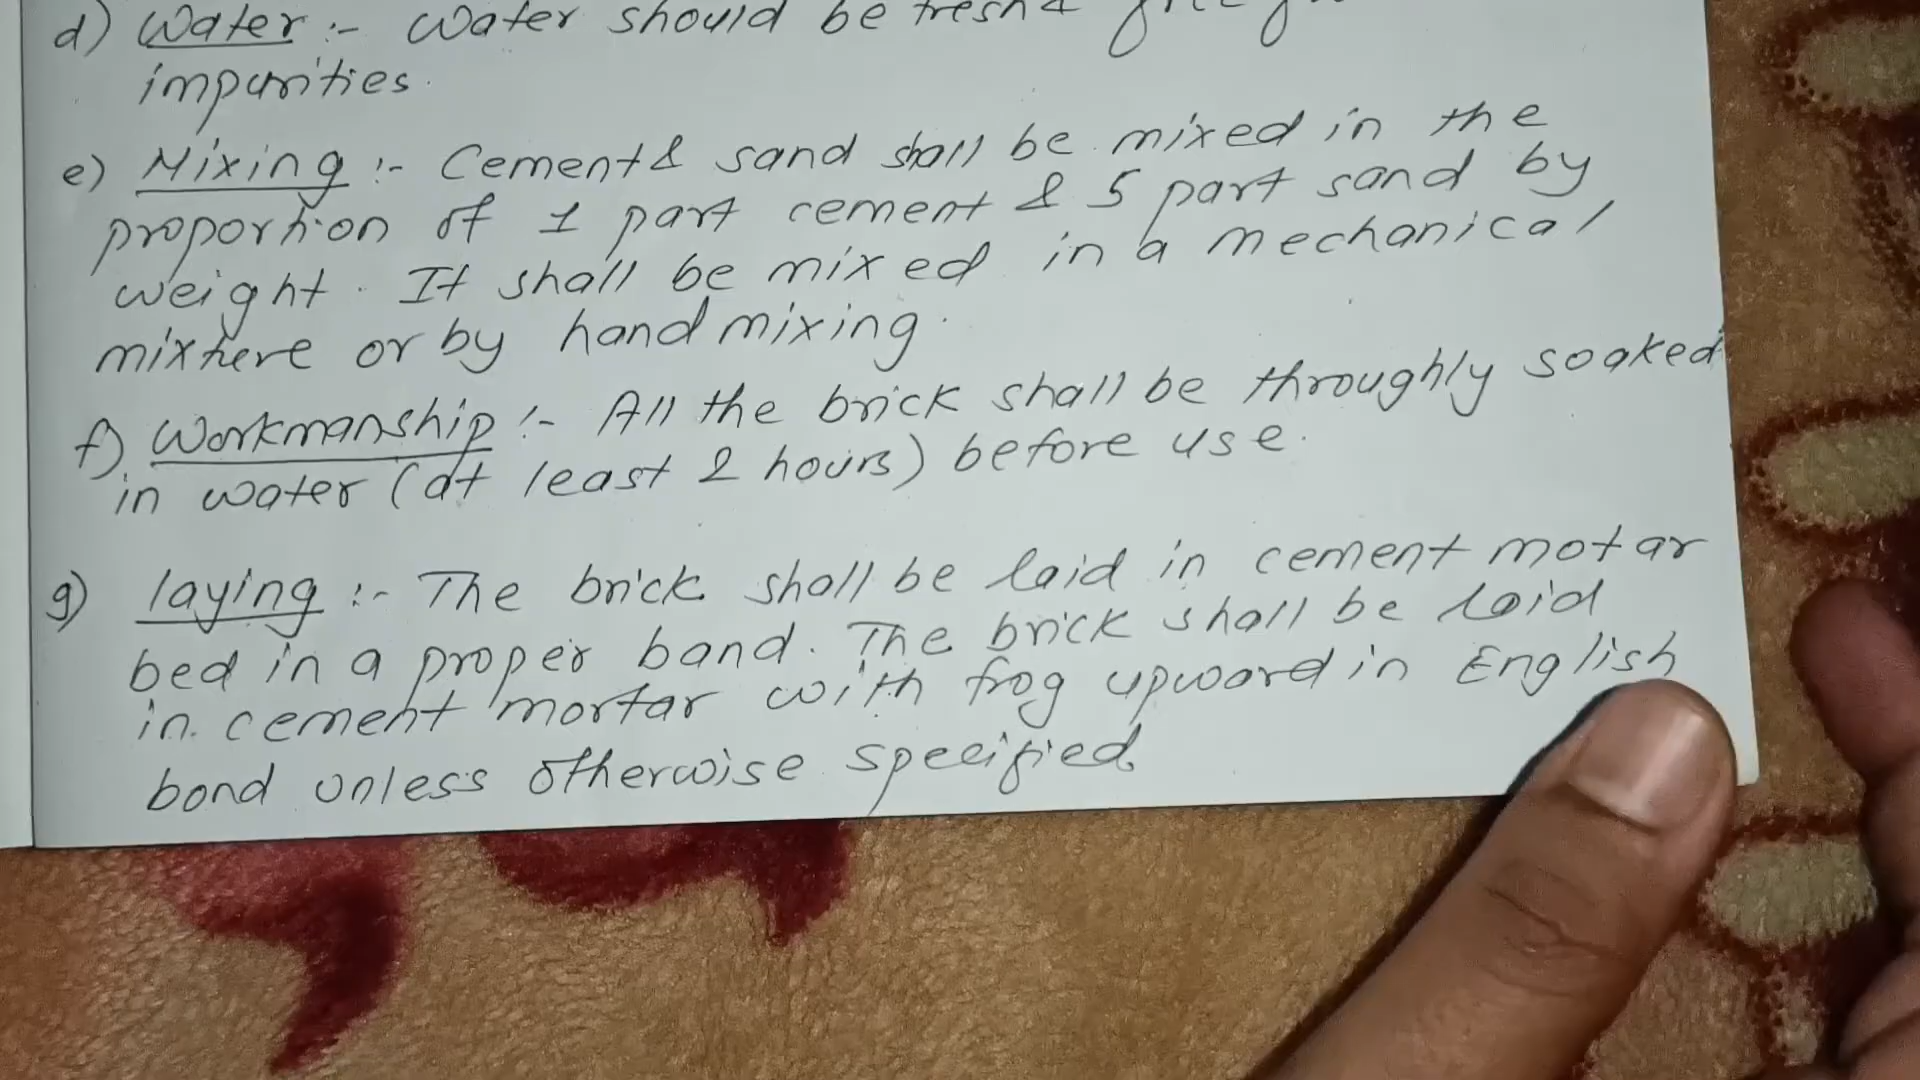 d) Water :- Water should be fresh & free
impurities.
e) Mixing :- Cement & sand shall be mixed in the
proportion of 1 part cement & 5 part sand by
weight. It shall be mixed in a mechanical
mixture or by hand mixing.
f) Workmanship :- All the brick shall be throughly soaked
in water (at least 2 hours) before use.
g) laying :- The brick shall be laid in cement motar
bed in a proper band. The brick shall be laid
in cement mortar with frog upward in English
bond unless otherwise specified.